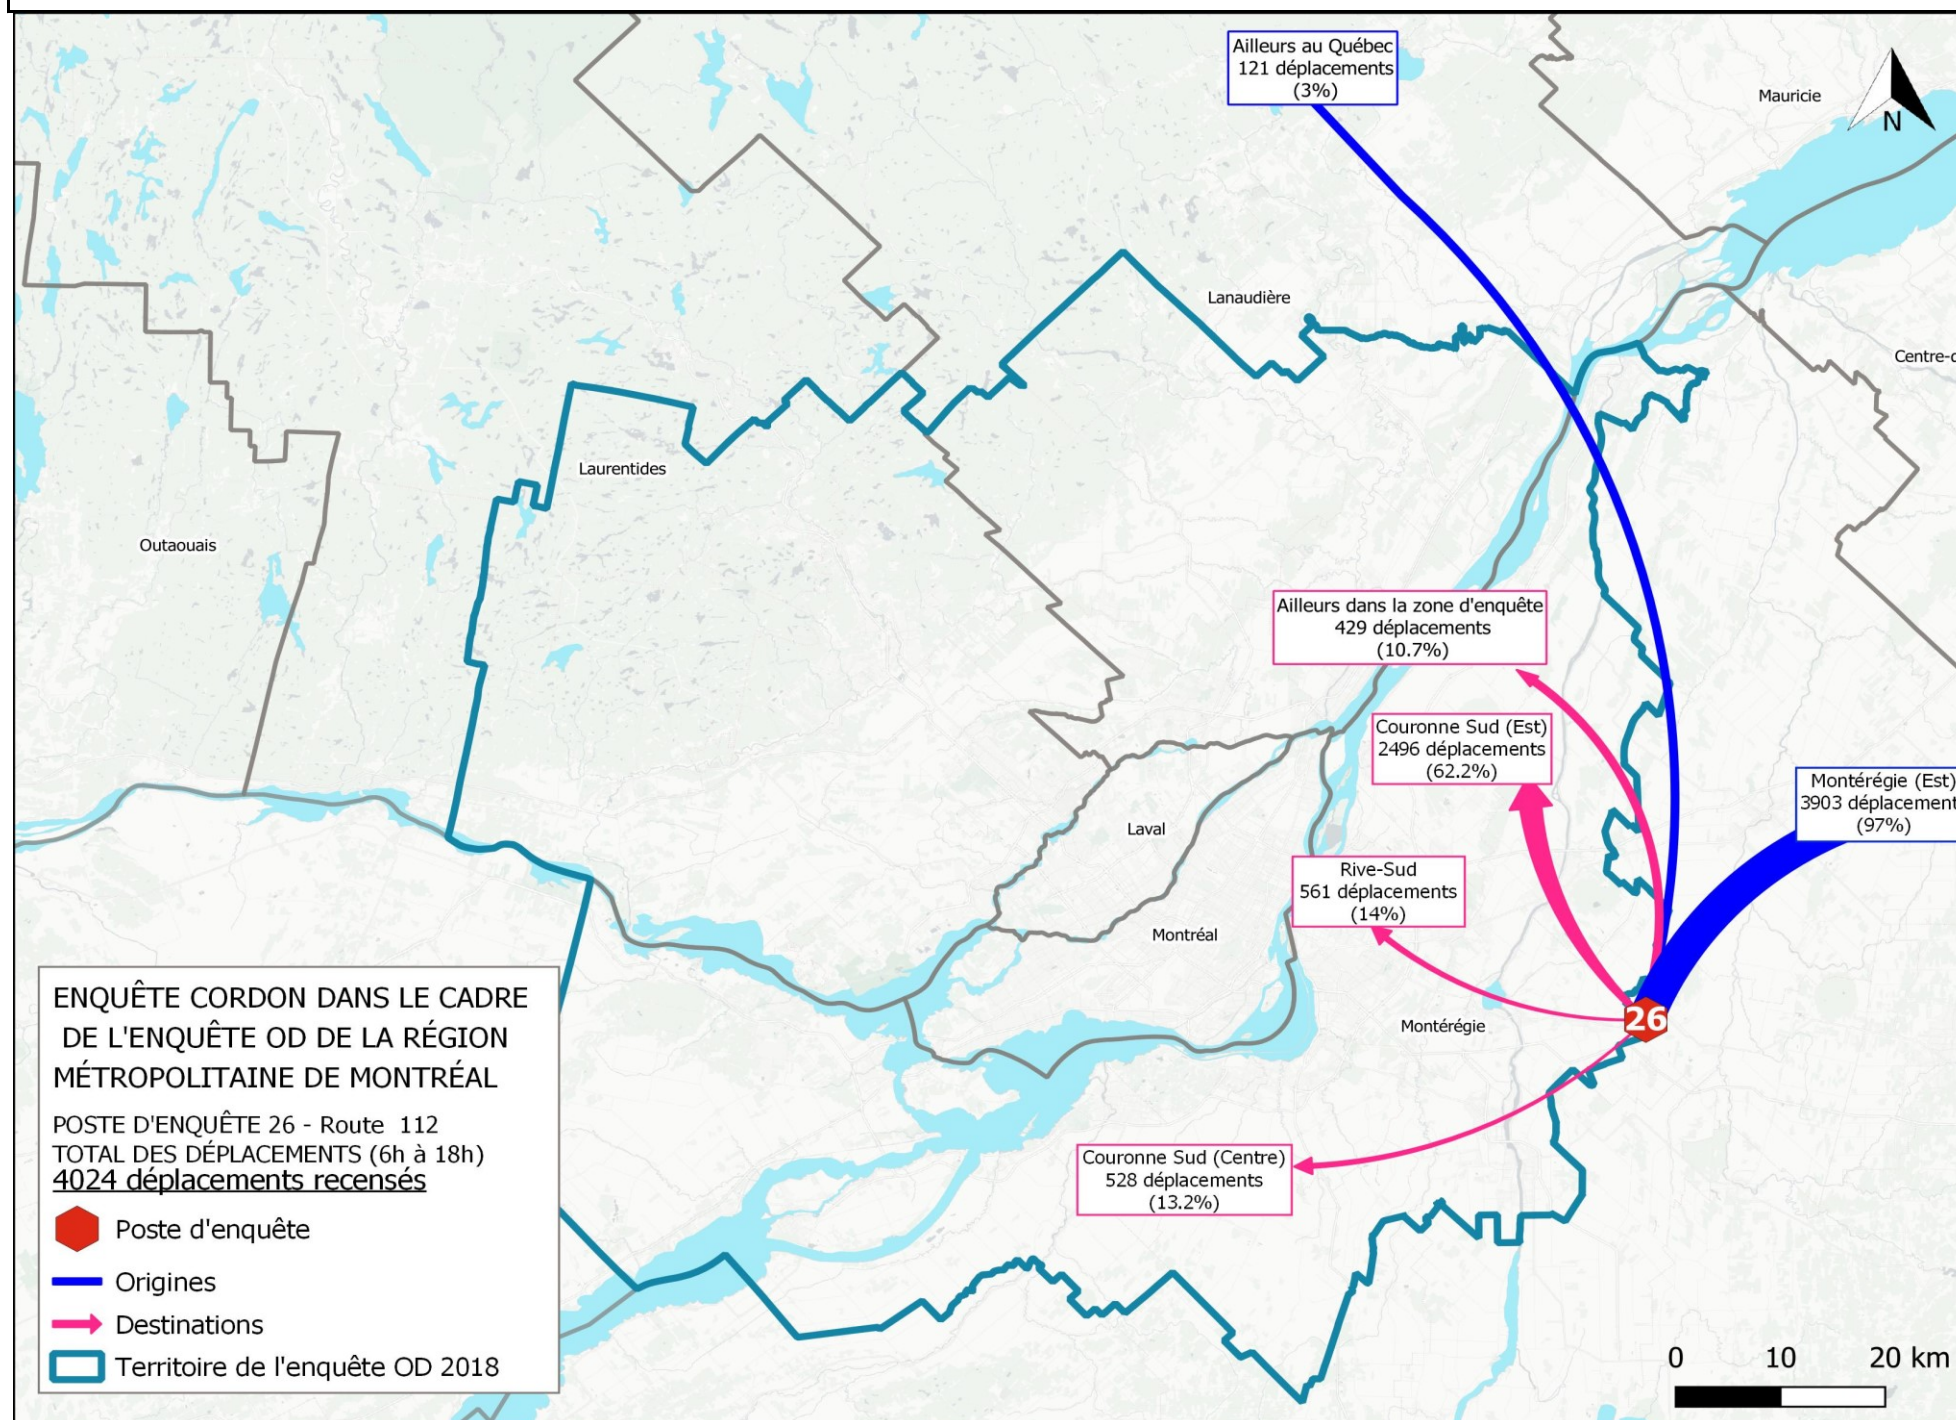 Ailleurs au Québec
121 déplacements
(3%)
Mauricie
N
Lanaudière
Centre-d
Laurentides
Outaouais
Ailleurs dans la zone d'enquête
429 déplacements
(10.7%)
Couronne Sud (Est)
2496 déplacements
(62.2%)
Montérégie (Est)
3903 déplacement
(97%)
Laval
Rive-Sud
561 déplacements
(14%)
Montréal
26
Montérégie
Couronne Sud (Centre)
528 déplacements
(13.2%)
ENQUÊTE CORDON DANS LE CADRE
DE L'ENQUÊTE OD DE LA RÉGION
MÉTROPOLITAINE DE MONTRÉAL
POSTE D'ENQUÊTE 26 - Route 112
TOTAL DES DÉPLACEMENTS (6h à 18h)
4024 déplacements recensés
Poste d'enquête
Origines
Destinations
Territoire de l'enquête OD 2018
0 10 20 km